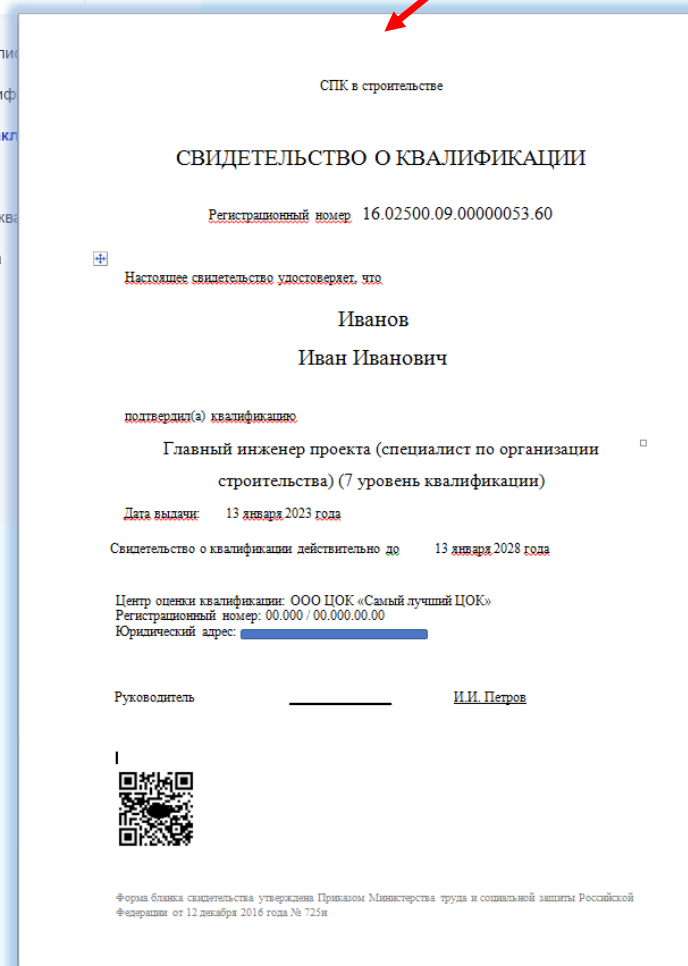 СПК в строительстве
СВИДЕТЕЛЬСТВО О КВАЛИФИКАЦИИ
Регистрационный номер 16.02500.09.00000053.60
Настоящее свидетельство удостоверяет, что
Иванов
Иван Иванович
подтвердил(а) квалификацию
Главный инженер проекта (специалист по организации
строительства) (7 уровень квалификации)
Дата выдачи: 13 января 2023 года
Свидетельство о квалификации действительно до 13 января 2028 года
Центр оценки квалификации: ООО ЦОК «Самый лучший ЦОК»
Регистрационный номер: 00.000 / 00.000.00.00
Юридический адрес:
Руководитель И.И. Петров
Форма бланка свидетельства утверждена Приказом Министерства труда и социальной защиты Российской
Федерации от 12 декабря 2016 года № 725н